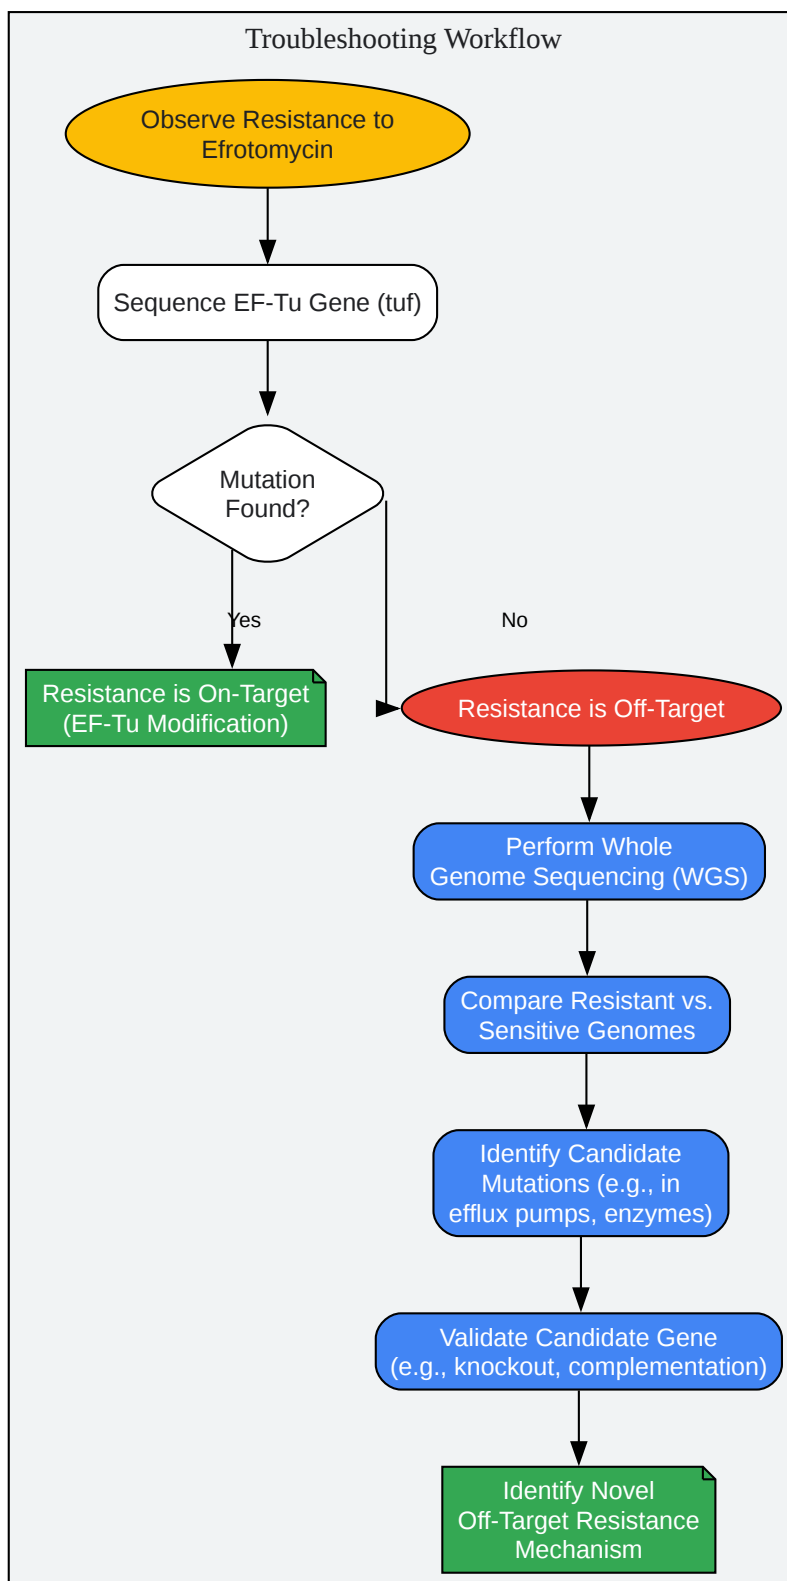 Troubleshooting Workflow
Observe Resistance to
Efrotomycin
Sequence EF-Tu Gene (tuf)
Mutation
Found?
Yes
No
Resistance is On-Target
(EF-Tu Modification)
Resistance is Off-Target
Perform Whole
Genome Sequencing (WGS)
Compare Resistant vs.
Sensitive Genomes
Identify Candidate
Mutations (e.g., in
efflux pumps, enzymes)
Validate Candidate Gene
(e.g., knockout, complementation)
Identify Novel
Off-Target Resistance
Mechanism